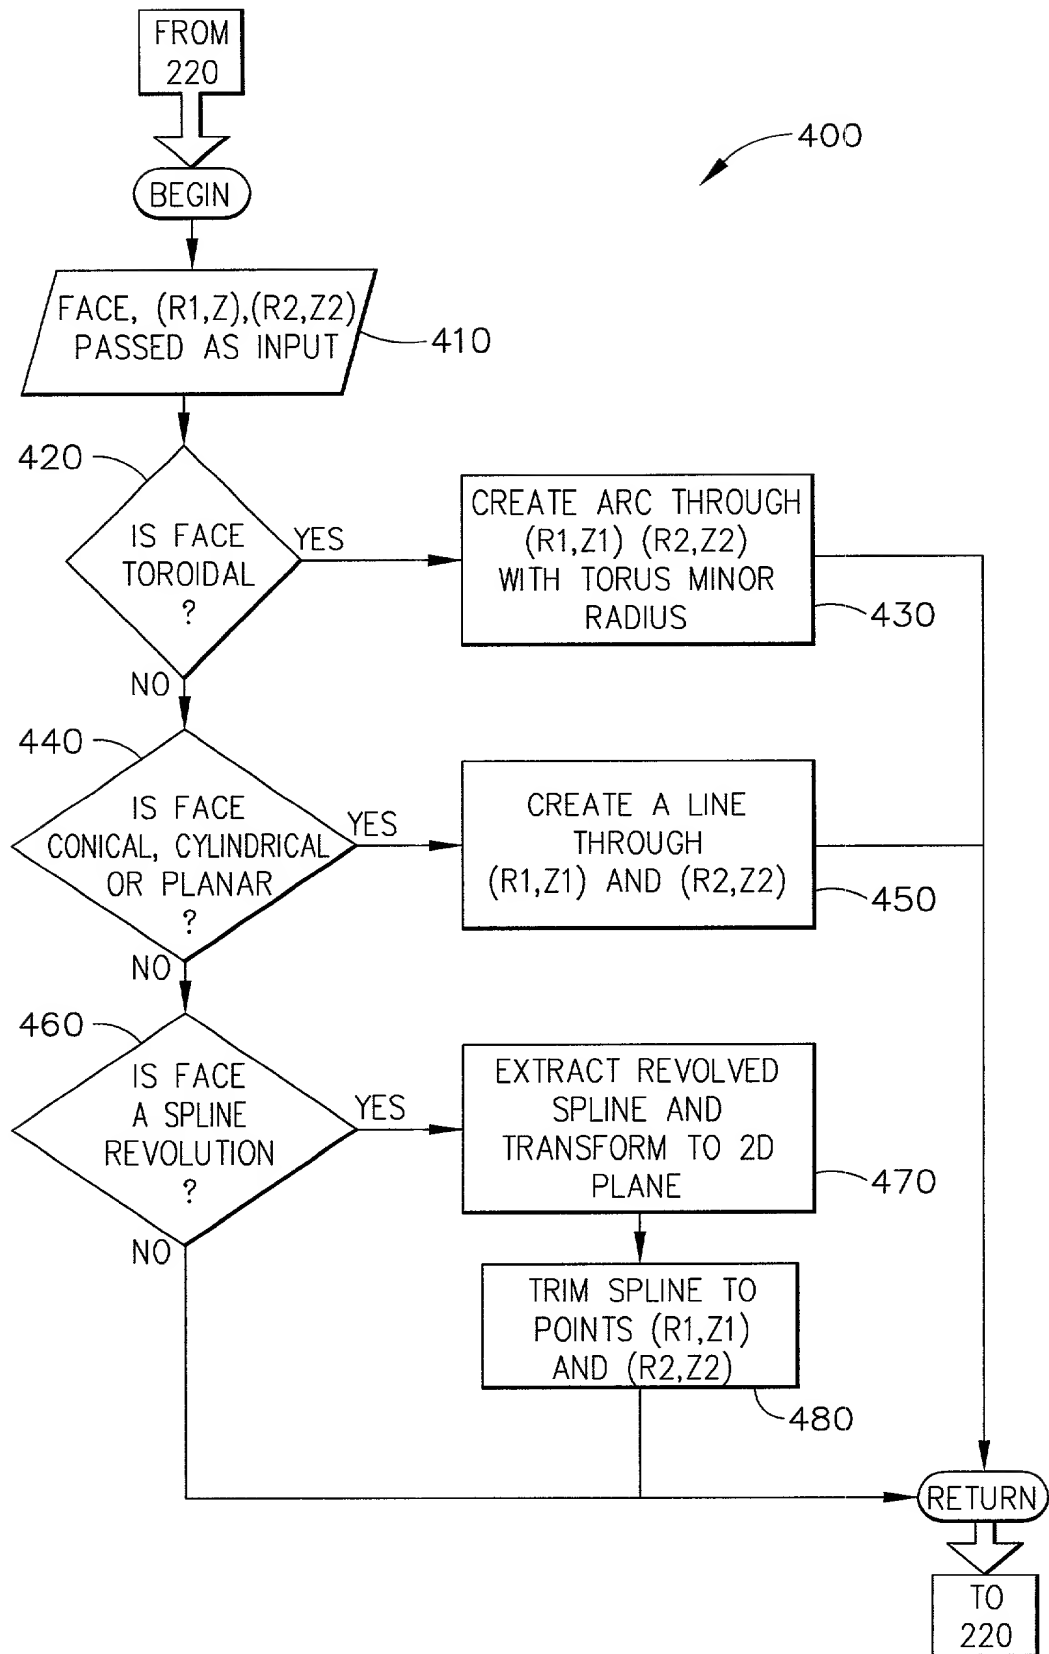 FROM
220
400
BEGIN
FACE, (R1,Z),(R2,Z2)
PASSED AS INPUT
410
420
IS FACE
TOROIDAL
?
YES
NO
CREATE ARC THROUGH
(R1,Z1) (R2,Z2)
WITH TORUS MINOR
RADIUS
430
440
IS FACE
CONICAL, CYLINDRICAL
OR PLANAR
?
YES
NO
CREATE A LINE
THROUGH
(R1,Z1) AND (R2,Z2)
450
460
IS FACE
A SPLINE
REVOLUTION
?
YES
NO
EXTRACT REVOLVED
SPLINE AND
TRANSFORM TO 2D
PLANE
470
TRIM SPLINE TO
POINTS (R1,Z1)
AND (R2,Z2)
480
RETURN
TO
220